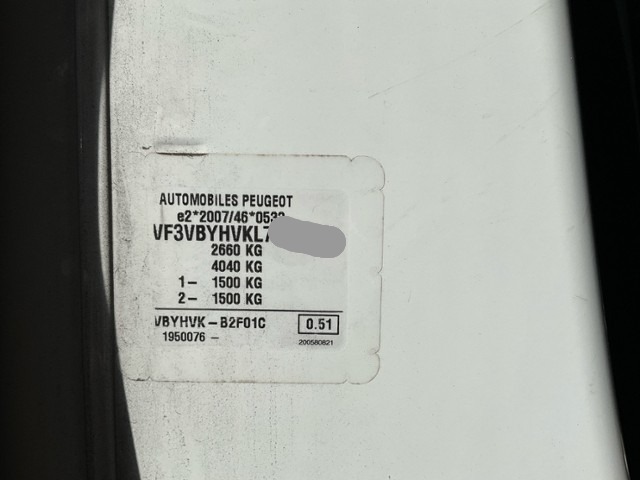 AUTOMOBILES PEUGEOT
e2*2007/46*0532
VF3VBYHVKL7
2660 KG
4040 KG
1- 1500 KG
2- 1500 KG
VBYHVK-B2F01C 0.51
1950076 - 200580821